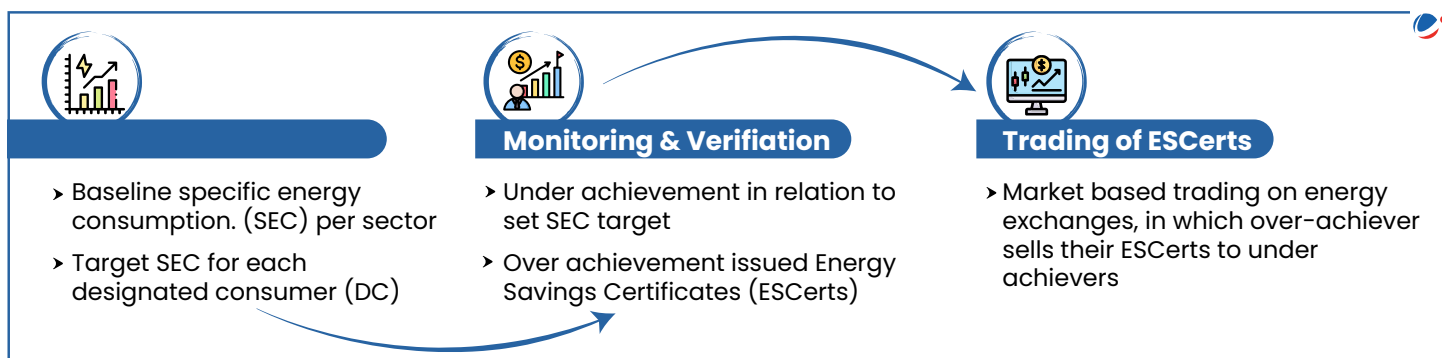 Monitoring & Verifiation
Trading of ESCerts
Baseline specific energy
consumption. (SEC) per sector
Target SEC for each
designated consumer (DC)
Under achievement in relation to
set SEC target
Over achievement issued Energy
Savings Certificates (ESCerts)
Market based trading on energy
exchanges, in which over-achiever
sells their ESCerts to under
achievers